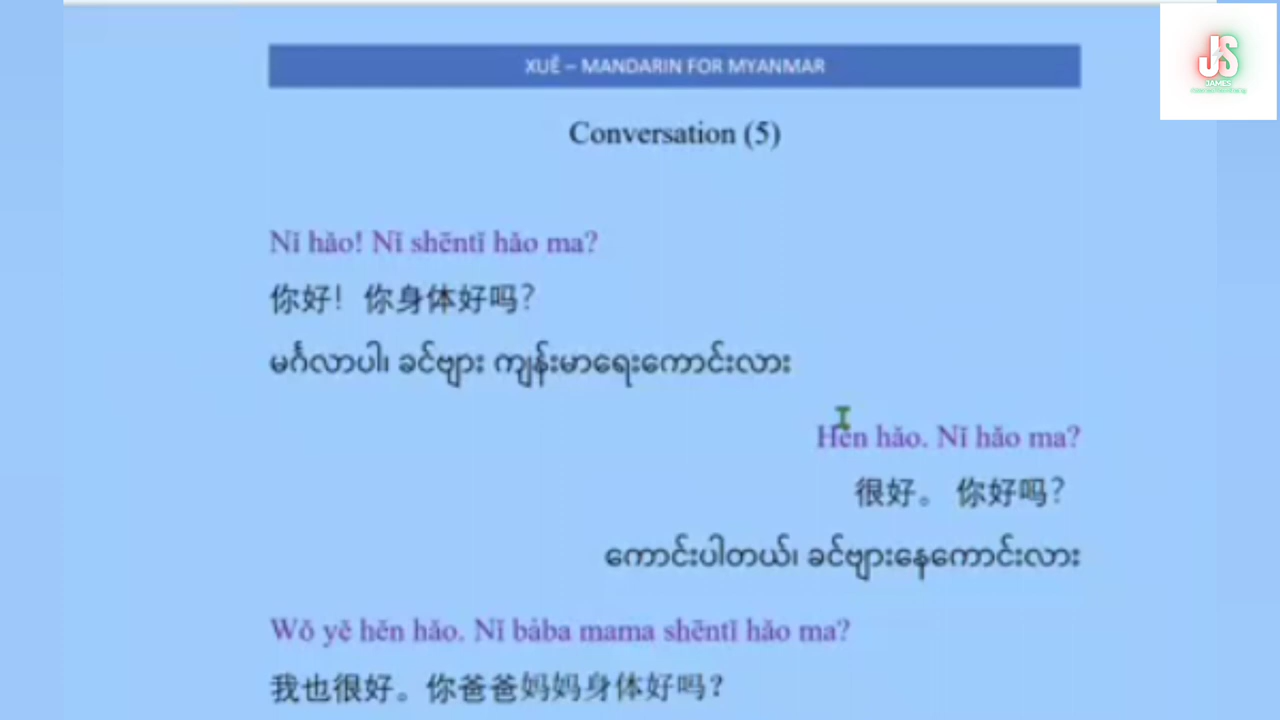 XUÉ – MANDARIN FOR MYANMAR
JS
JAMES
Conversation (5)
Nǐ hǎo! Nǐ shēntǐ hǎo ma?
你好！你身体好吗？
မင်္ဂလာပါ၊ ခင်ဗျား ကျန်းမာရေးကောင်းလား
Hěn hǎo. Nǐ hǎo ma?
很好。你好吗？
ကောင်းပါတယ်၊ ခင်ဗျားနေကောင်းလား
Wǒ yě hěn hǎo. Nǐ bàba mama shēntǐ hǎo ma?
我也很好。你爸爸妈妈身体好吗？